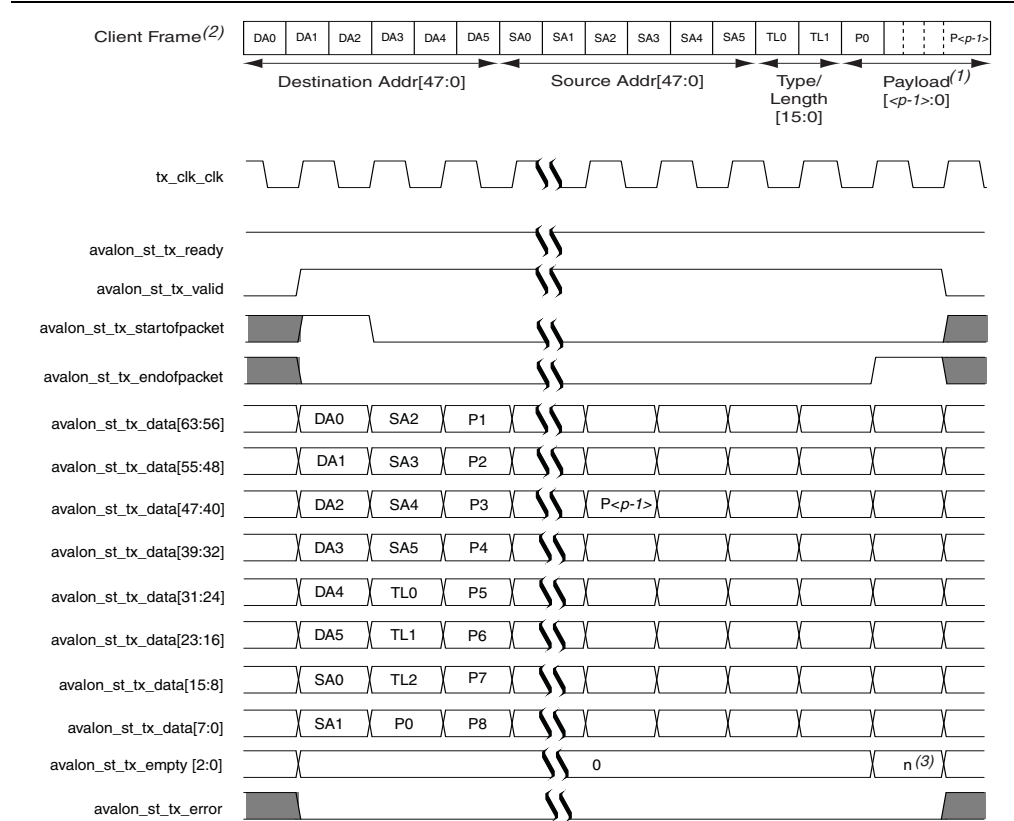 Client Frame(2) DA0 DA1 DA2 DA3 DA4 DA5 SA0 SA1 SA2 SA3 SA4 SA5 TL0 TL1 P0 P<p-1>
Destination Addr[47:0] Source Addr[47:0] Type/ Payload(1)
Length [<p-1>:0]
[15:0]
tx_clk_clk
avalon_st_tx_ready
avalon_st_tx_valid
avalon_st_tx_startofpacket
avalon_st_tx_endofpacket
avalon_st_tx_data[63:56] DA0 SA2 P1
avalon_st_tx_data[55:48] DA1 SA3 P2
avalon_st_tx_data[47:40] DA2 SA4 P3 P<p-1>
avalon_st_tx_data[39:32] DA3 SA5 P4
avalon_st_tx_data[31:24] DA4 TL0 P5
avalon_st_tx_data[23:16] DA5 TL1 P6
avalon_st_tx_data[15:8] SA0 TL2 P7
avalon_st_tx_data[7:0] SA1 P0 P8
avalon_st_tx_empty [2:0] 0 n(3)
avalon_st_tx_error